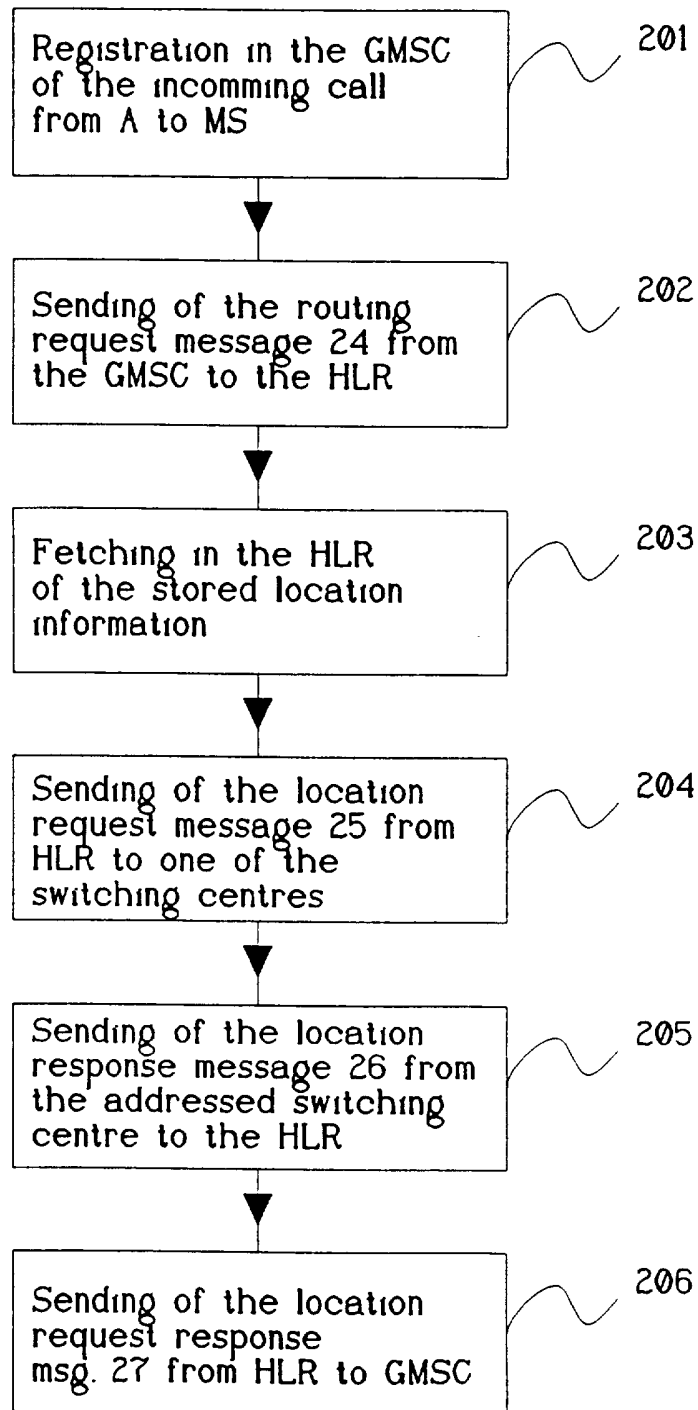 Registration in the GMSC
of the incomming call
from A to MS
201
Sending of the routing
request message 24 from
the GMSC to the HLR
202
Fetching in the HLR
of the stored location
information
203
Sending of the location
request message 25 from
HLR to one of the
switching centres
204
Sending of the location
response message 26 from
the addressed switching
centre to the HLR
205
Sending of the location
request response
msg. 27 from HLR to GMSC
206